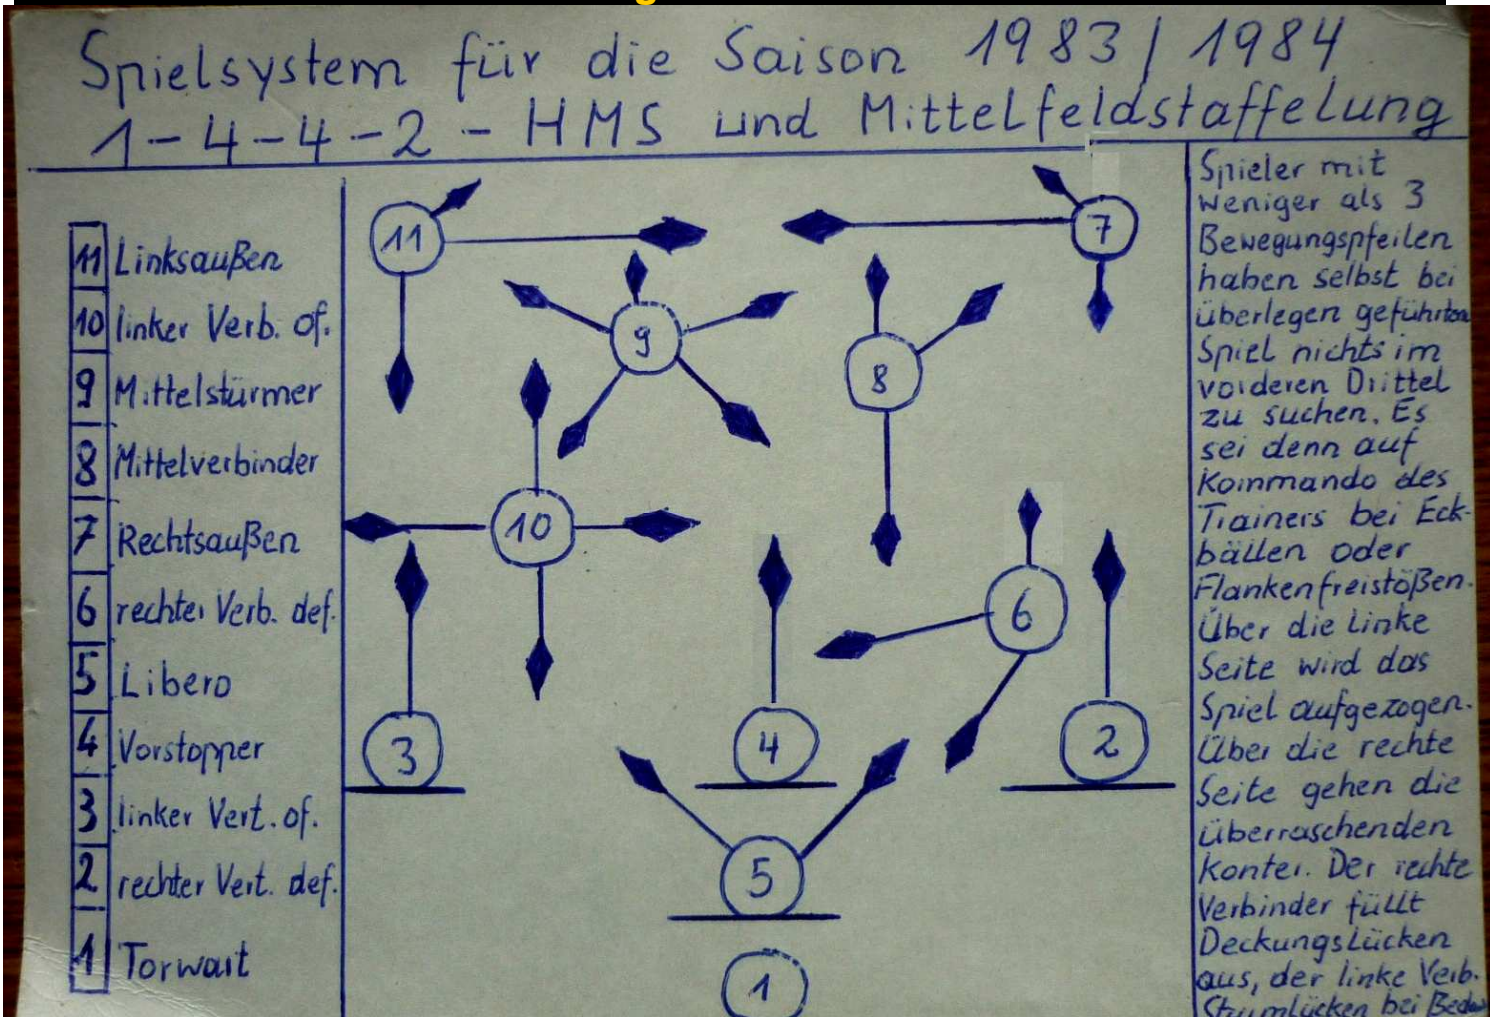 Spielsystem für die Saison 1983/1984
1-4-4-2 - HMS und Mittelfeldstaffelung
11 Linksaußen
10 linker Verb. of.
9 Mittelstürmer
8 Mittelverbinder
7 Rechtsaußen
6 rechter Verb. def.
5 Libero
4 Vorstopper
3 linker Vert. of.
2 rechter Vert. def.
1 Torwart
11
7
9
8
10
6
3
4
2
5
1
Spieler mit
weniger als 3
Bewegungspfeilen
haben selbst bei
überlegen geführten
Spiel nichts im
vorderen Drittel
zu suchen. Es
sei denn auf
Kommando des
Trainers bei Eck-
bällen oder
Flankenfreistößen.
Über die linke
Seite wird das
Spiel aufgezogen.
Über die rechte
Seite gehen die
überraschenden
Konter. Der rechte
Verbinder füllt
Deckungslücken
aus, der linke Verb.
bei